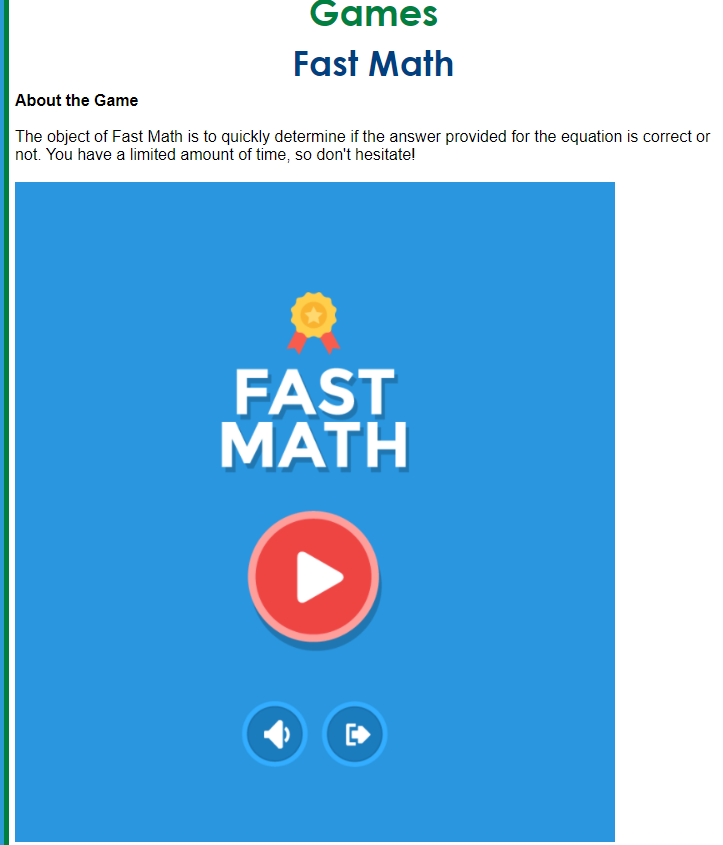 Games
Fast Math
About the Game
The object of Fast Math is to quickly determine if the answer provided for the equation is correct or
not. You have a limited amount of time, so don't hesitate!
FAST
MATH